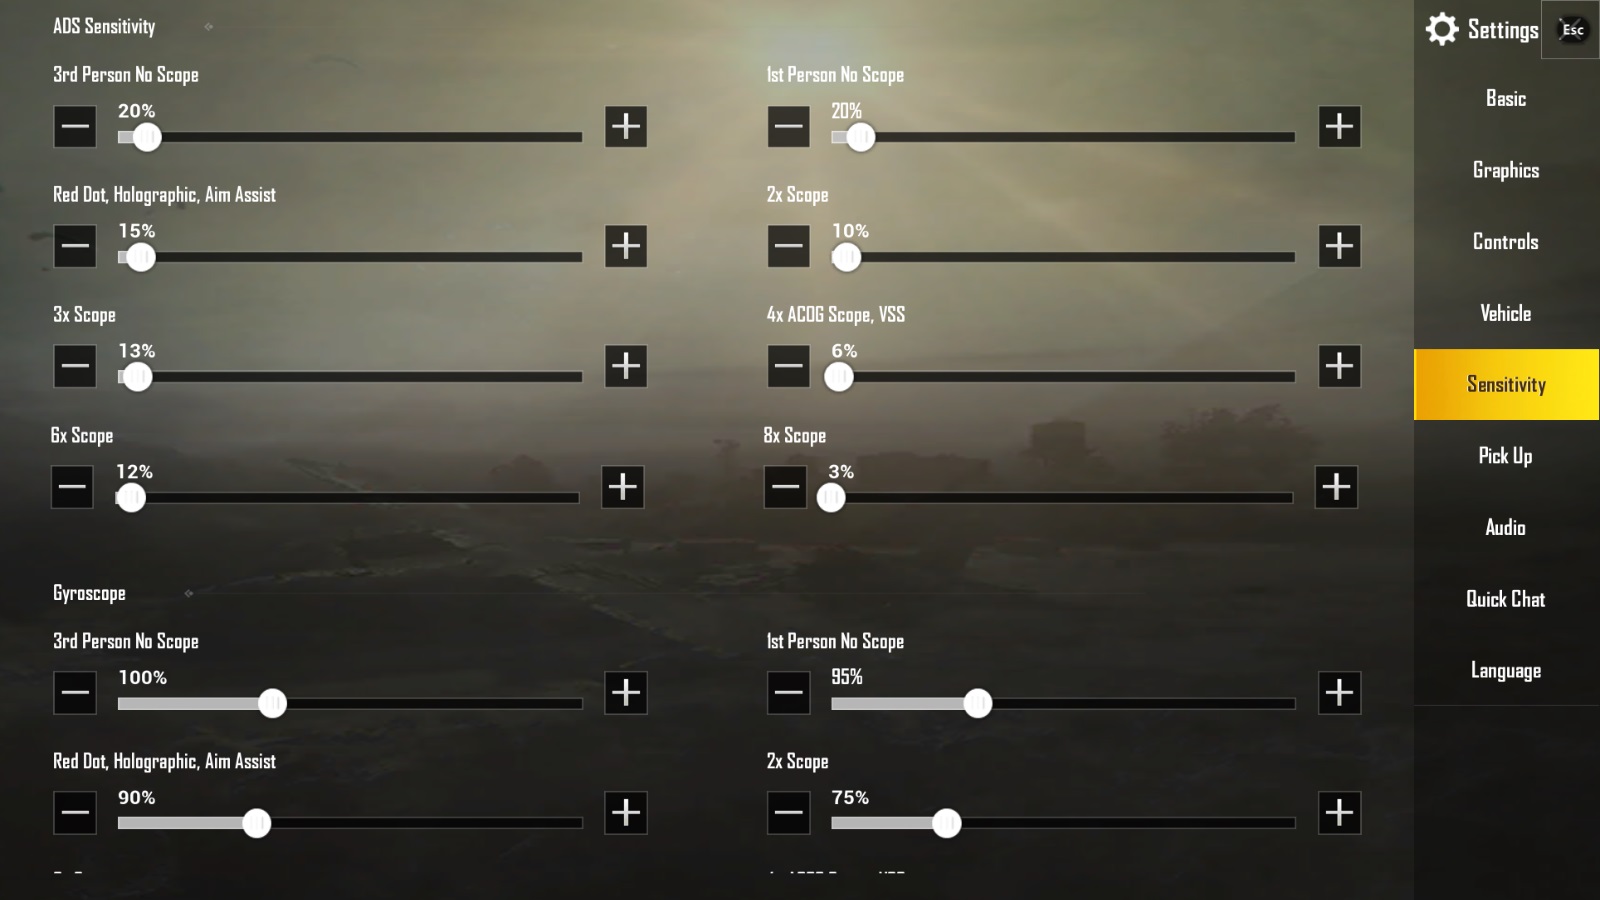 ADS Sensitivity
Settings
Esc
3rd Person No Scope
20%
1st Person No Scope
20%
Red Dot, Holographic, Aim Assist
15%
2x Scope
10%
3x Scope
13%
4x ACOG Scope, VSS
6%
6x Scope
12%
8x Scope
3%
Gyroscope
3rd Person No Scope
100%
1st Person No Scope
95%
Red Dot, Holographic, Aim Assist
90%
2x Scope
75%
Basic
Graphics
Controls
Vehicle
Sensitivity
Pick Up
Audio
Quick Chat
Language